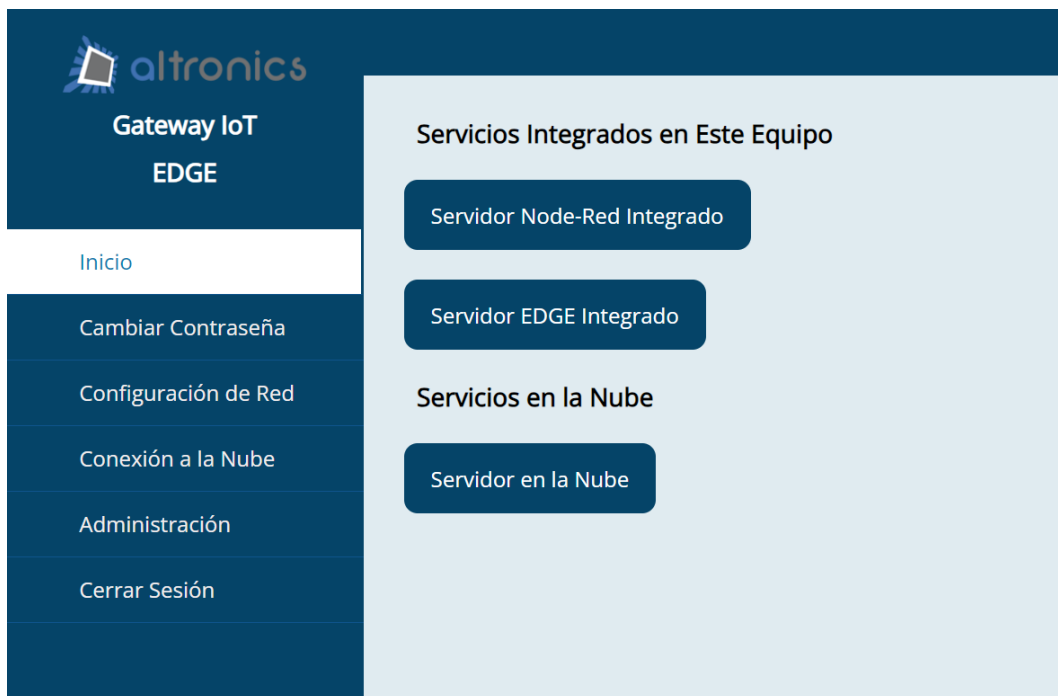 altronics
Gateway IoT
EDGE
Inicio
Cambiar Contraseña
Configuración de Red
Conexión a la Nube
Administración
Cerrar Sesión
Servicios Integrados en Este Equipo
Servidor Node-Red Integrado
Servidor EDGE Integrado
Servicios en la Nube
Servidor en la Nube